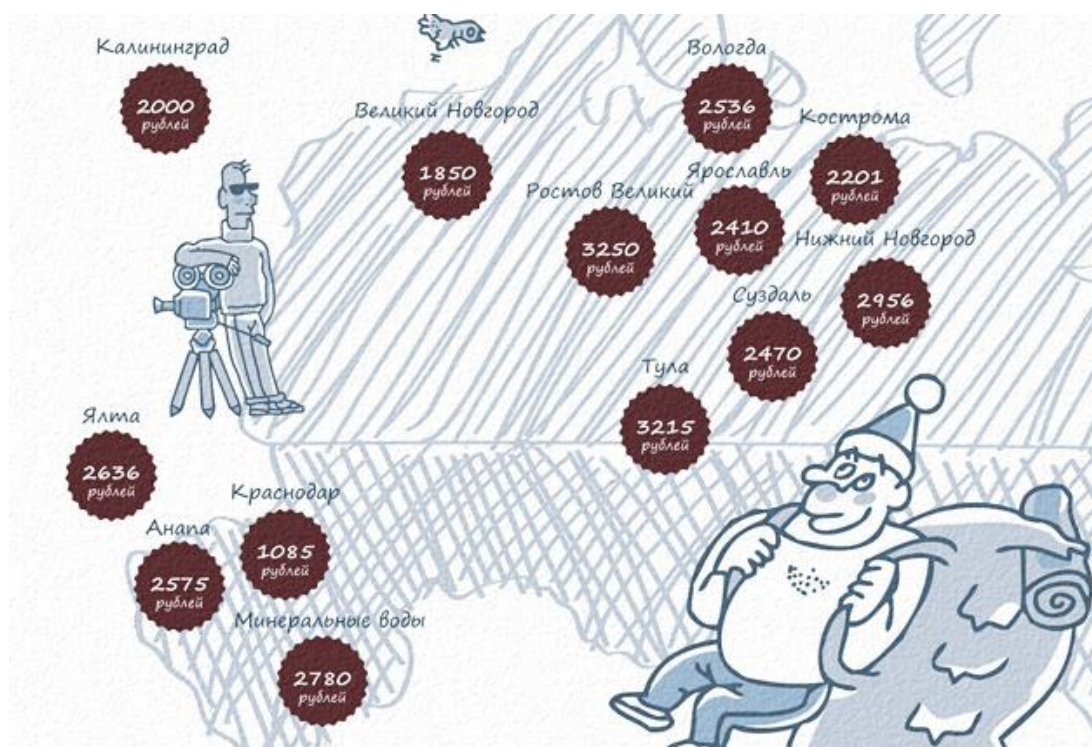 Калининград
2000
рублей
Великий Новгород
1850
рублей
Вологда
2536
рублей
Кострома
2201
рублей
Ярославль
2410
рублей
Ростов Великий
3250
рублей
Нижний Новгород
2956
рублей
Суздаль
2470
рублей
Тула
3215
рублей
Ялта
2636
рублей
Краснодар
1085
рублей
Анапа
2575
рублей
Минеральные воды
2780
рублей